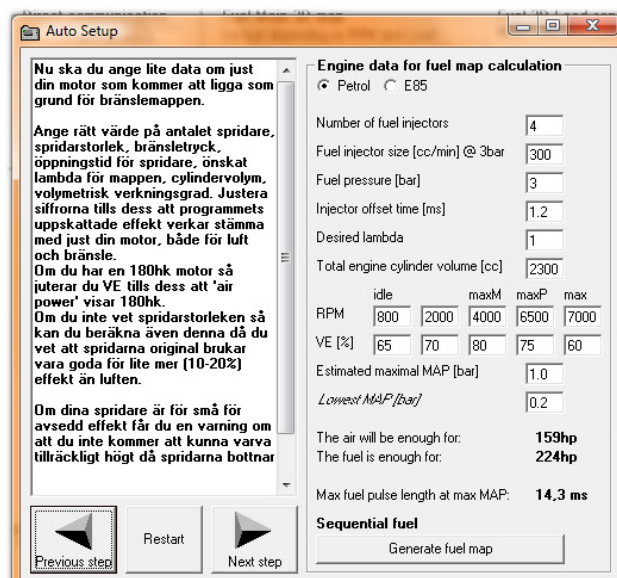 Auto Setup
Nu ska du ange lite data om just
din motor som kommer att ligga som
grund för bränslemappen.
Ange rätt värde på antalet spridare,
spridarstorlek, bränsletryck,
öppningstid för spridare, önskat
lambda för mappen, cylindervolym,
volymetrisk verkningsgrad. Justera
siffrorna tills dess att programmets
uppskattade effekt verkar stämma
med just din motor, både för luft
och bränsle.
Om du har en 180hk motor så
juterar du VE tills dess att 'air
power' visar 180hk.
Om du inte vet spridarstorleken så
kan du beräkna även denna då du
vet att spridarna original brukar
vara goda för lite mer (10-20%)
effekt än luften.
Om dina spridare är för små för
avsedd effekt får du en varning om
att du inte kommer att kunna varva
tillräckligt högt då spridarna bottnar
Previous step
Restart
Next step
Engine data for fuel map calculation
Petrol E85
Number of fuel injectors 4
Fuel injector size [cc/min] @ 3bar 300
Fuel pressure [bar] 3
Injector offset time [ms] 1.2
Desired lambda 1
Total engine cylinder volume [cc] 2300
idle maxM maxP max
RPM 800 2000 4000 6500 7000
VE [%] 65 70 80 75 60
Estimated maximal MAP [bar] 1.0
Lowest MAP [bar] 0.2
The air will be enough for: 159hp
The fuel is enough for: 224hp
Max fuel pulse length at max MAP: 14,3 ms
Sequential fuel
Generate fuel map